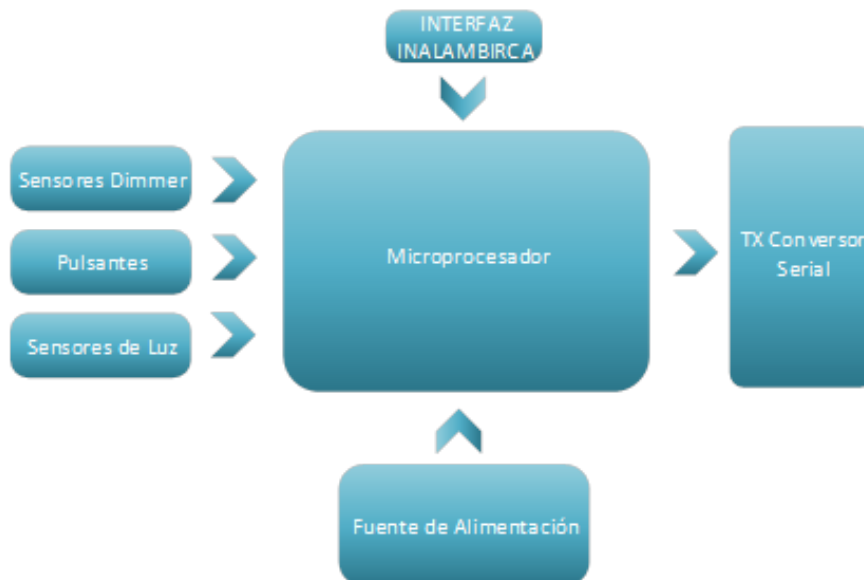 INTERFAZ
INALAMBIRCA
Sensores Dimmer
Pulsantes
Sensores de Luz
Microprocesador
TX Conversor
Serial
Fuente de Alimentación